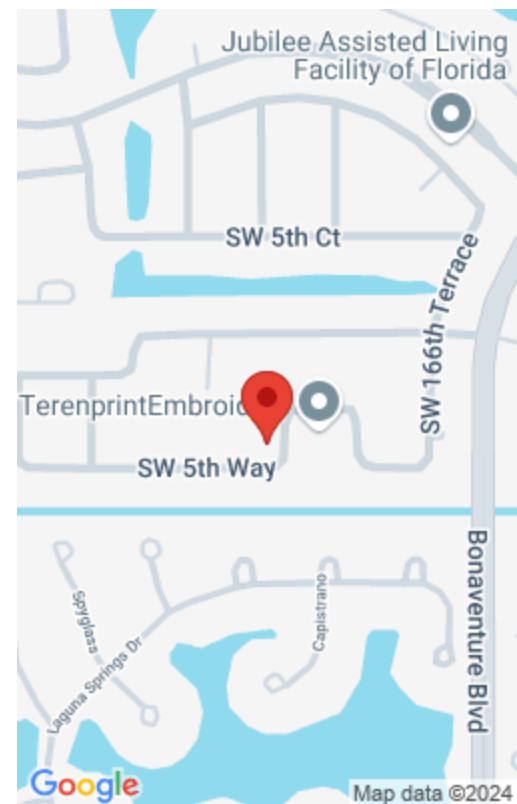 Jubilee Assisted Living
Facility of Florida
SW 5th Ct
SW 166th Terrace
TerenprintEmbroid
SW 5th Way
Bonaventure Blvd
Capistrano
Spyglass
Laguna Springs Dr
Google
Map data ©2024